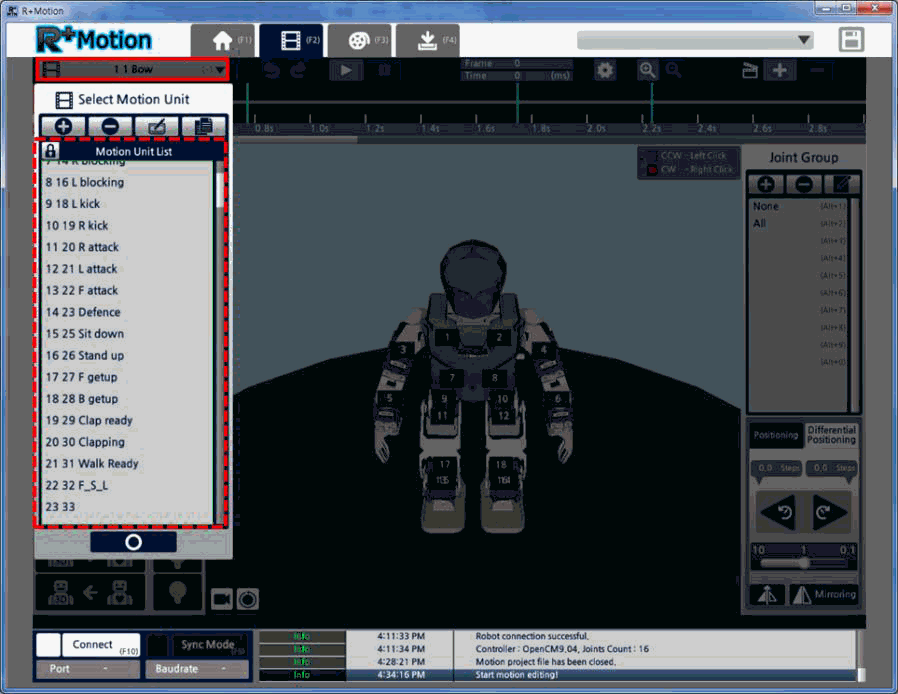 R+Motion
R+Motion
(F1)
(F2)
(F3)
(F4)
1 1 Bow
Frame 0
Time 0 (ms)
Select Motion Unit
0.8s 1.0s 1.2s 1.4s 1.6s 1.8s 2.0s 2.2s 2.4s 2.6s 2.8s
Motion Unit List
7 14 R blocking
8 16 L blocking
9 18 L kick
10 19 R kick
11 20 R attack
12 21 L attack
13 22 F attack
14 23 Defence
15 25 Sit down
16 26 Stand up
17 27 F getup
18 28 B getup
19 29 Clap ready
20 30 Clapping
21 31 Walk Ready
22 32 F_S_L
23 33
CCW - Left Click
CW - Right Click
1 2
3 4
7 8
5 9 10 6
11 12
17 18
Joint Group
None (Alt+1)
All (Alt+2)
(Alt+3)
(Alt+4)
(Alt+5)
(Alt+6)
(Alt+7)
(Alt+8)
(Alt+9)
(Alt+0)
Positioning
Differential Positioning
0,0 Steps 0,0 Steps
10 1 0,1
Mirroring
3D
3D
Connect (F10)
Sync Mode
Port -
Baudrate -
Info 4:11:33 PM Robot connection successful,
Info 4:11:34 PM Controller : OpenCM9,04, Joints Count : 16
Info 4:28:21 PM Motion project file has been closed,
Info 4:34:16 PM Start motion editing!